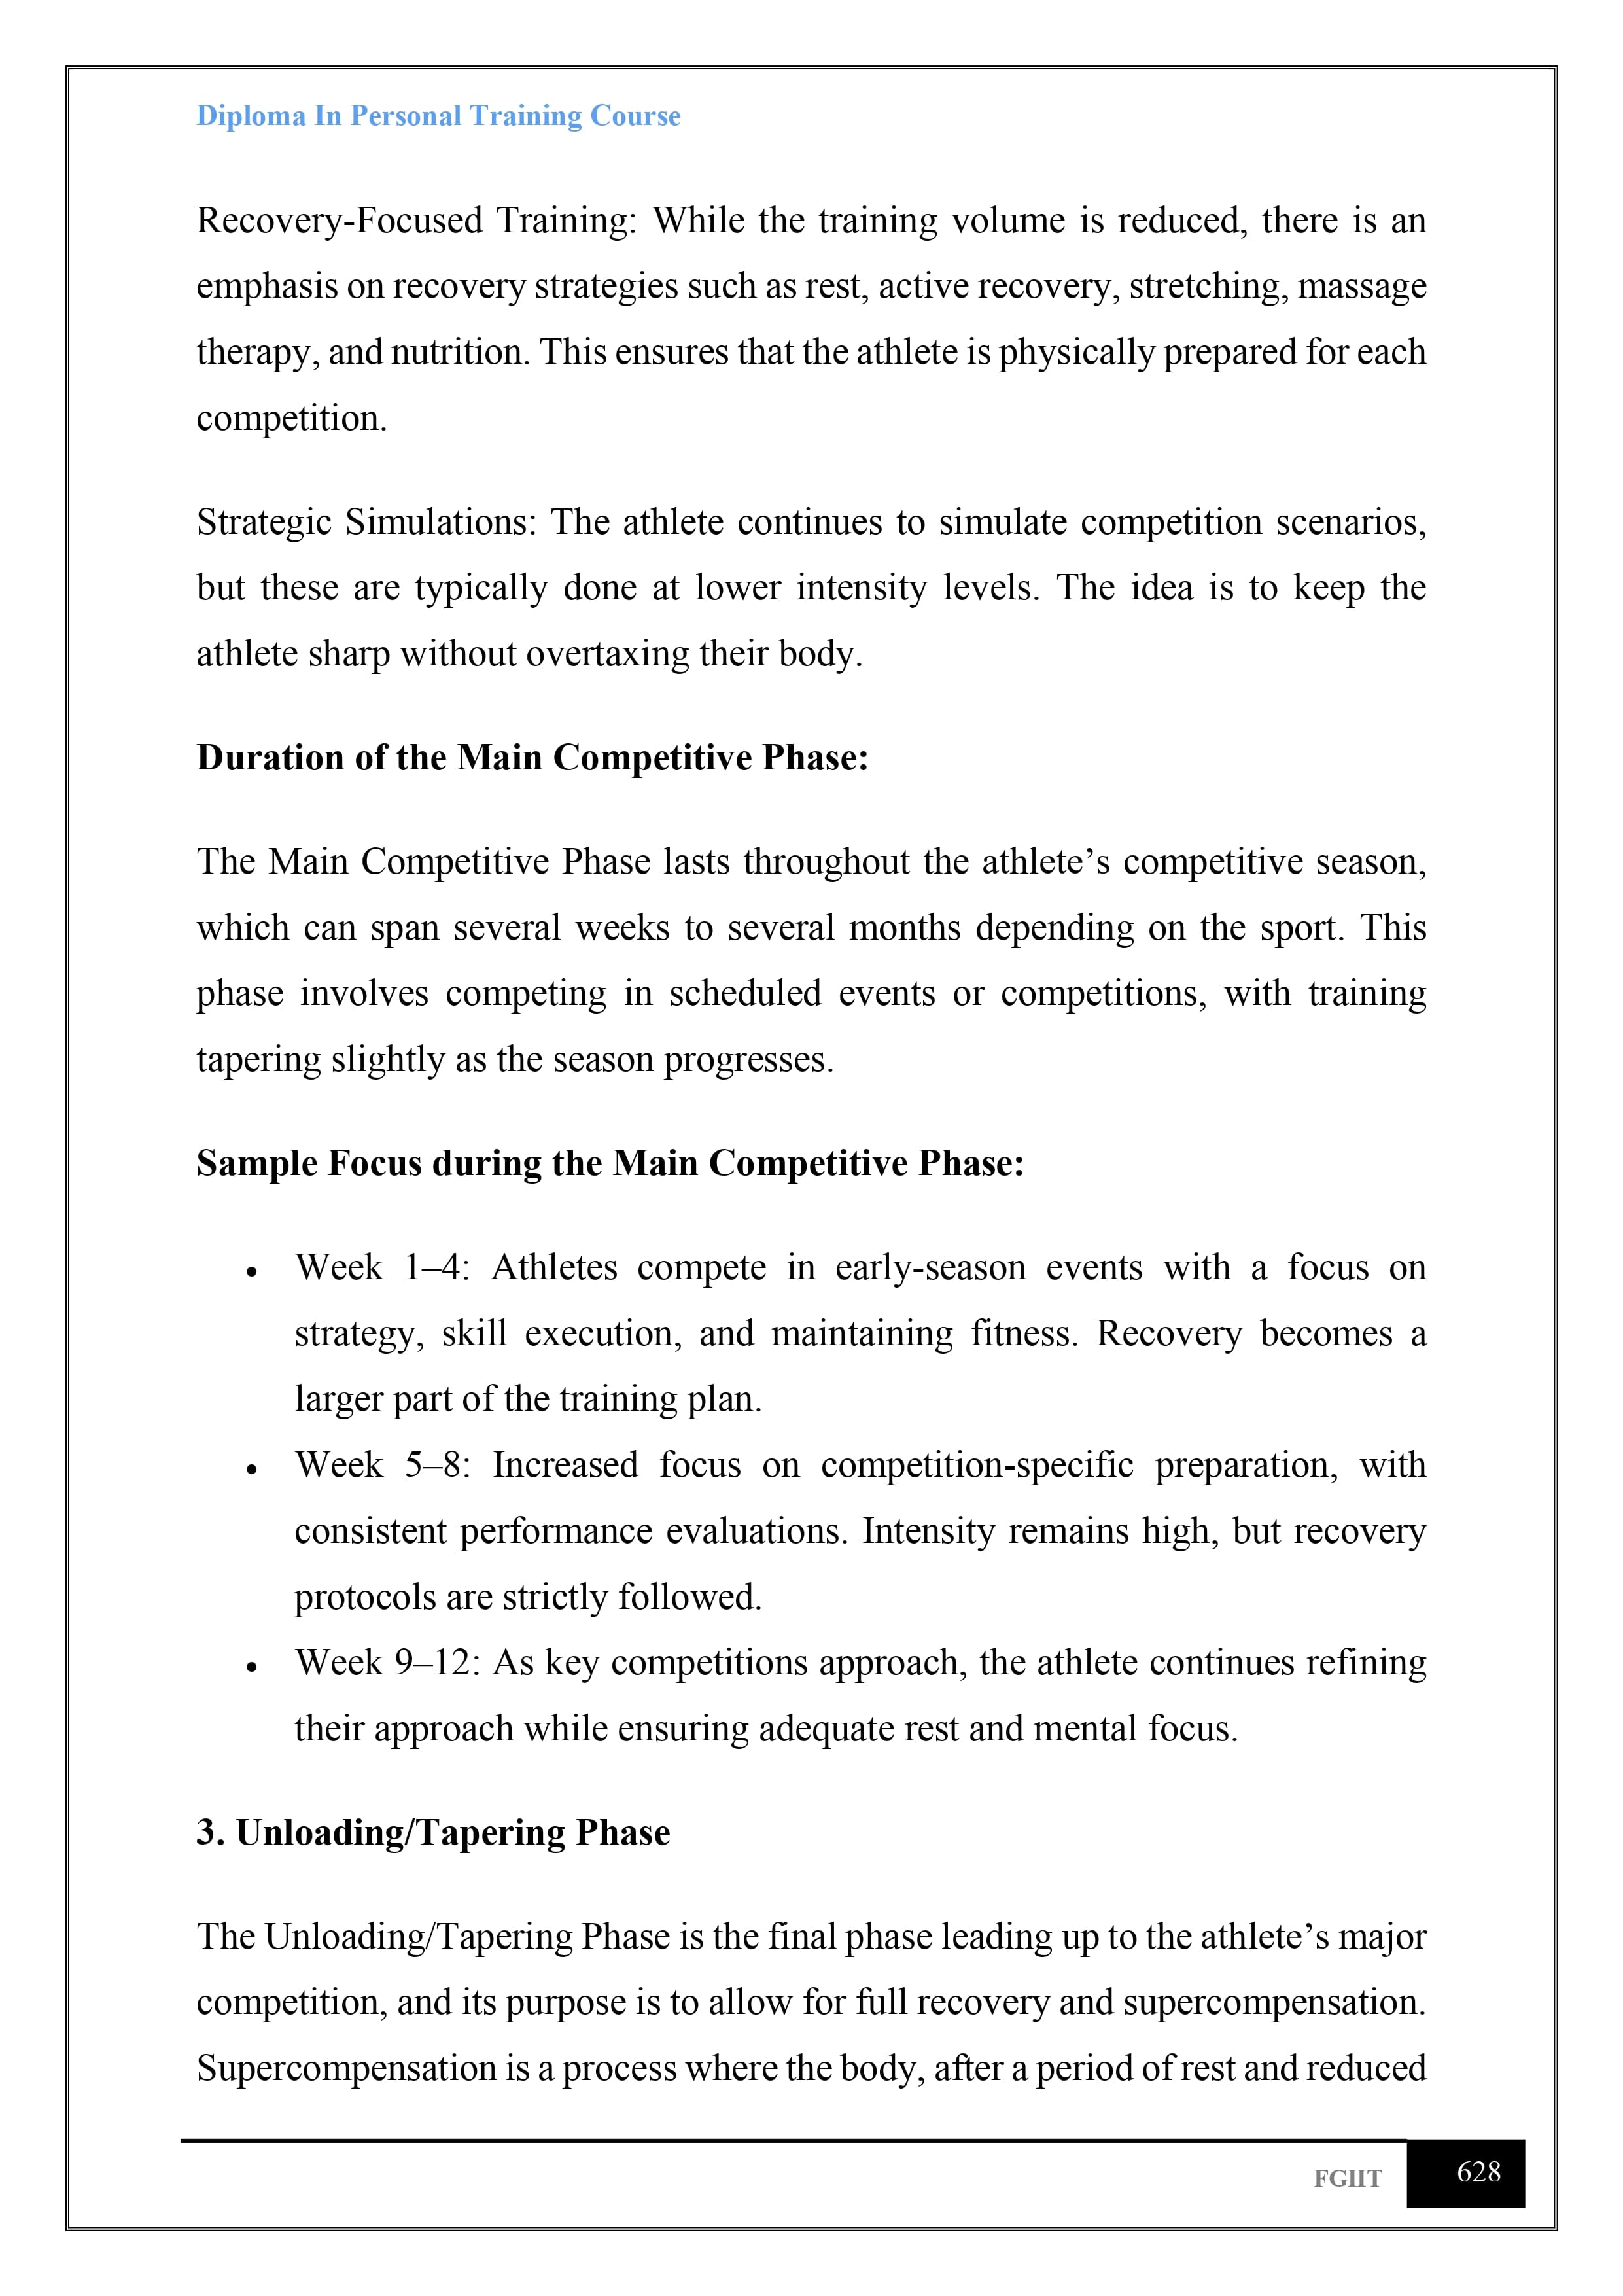 Diploma In Personal Training Course
Recovery-Focused Training: While the training volume is reduced, there is an
emphasis on recovery strategies such as rest, active recovery, stretching, massage
therapy, and nutrition. This ensures that the athlete is physically prepared for each
competition.
Strategic Simulations: The athlete continues to simulate competition scenarios,
but these are typically done at lower intensity levels. The idea is to keep the
athlete sharp without overtaxing their body.
Duration of the Main Competitive Phase:
The Main Competitive Phase lasts throughout the athlete’s competitive season,
which can span several weeks to several months depending on the sport. This
phase involves competing in scheduled events or competitions, with training
tapering slightly as the season progresses.
Sample Focus during the Main Competitive Phase:
• Week 1–4: Athletes compete in early-season events with a focus on
strategy, skill execution, and maintaining fitness. Recovery becomes a
larger part of the training plan.
• Week 5–8: Increased focus on competition-specific preparation, with
consistent performance evaluations. Intensity remains high, but recovery
protocols are strictly followed.
• Week 9–12: As key competitions approach, the athlete continues refining
their approach while ensuring adequate rest and mental focus.
3. Unloading/Tapering Phase
The Unloading/Tapering Phase is the final phase leading up to the athlete’s major
competition, and its purpose is to allow for full recovery and supercompensation.
Supercompensation is a process where the body, after a period of rest and reduced
FGIIT 628